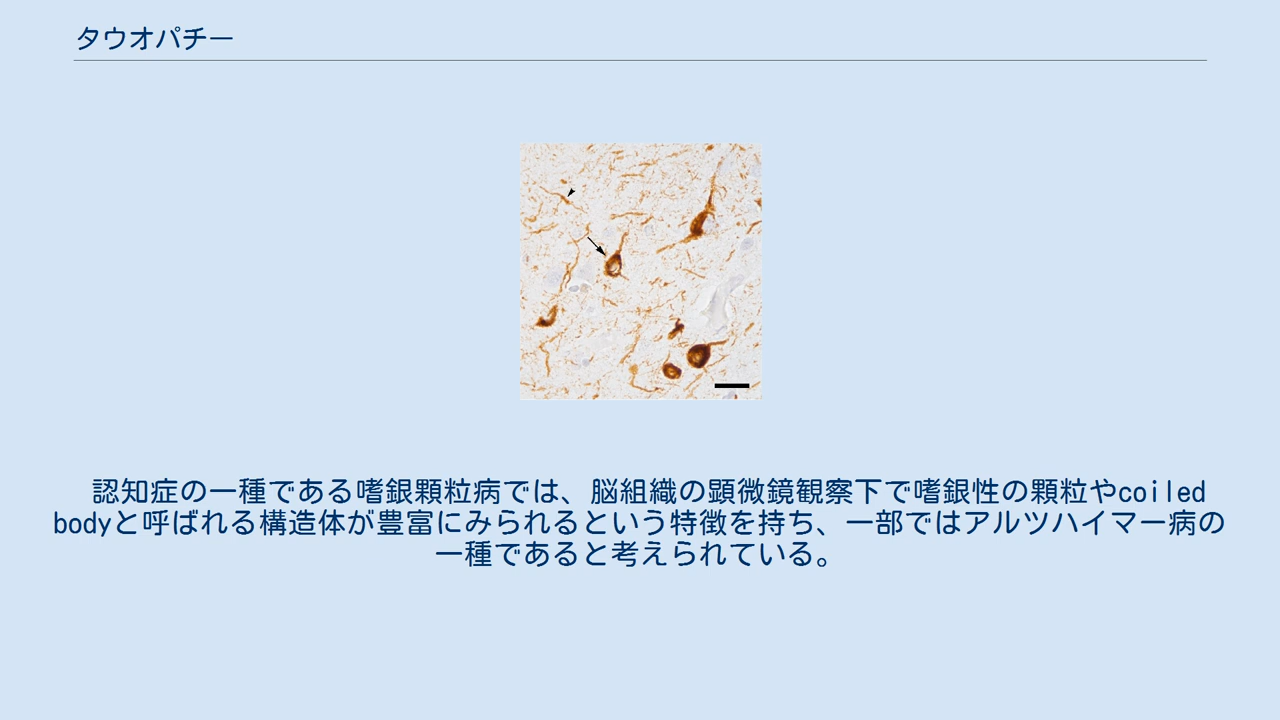 タウオパチー
認知症の一種である嗜銀顆粒病では、脳組織の顕微鏡観察下で嗜銀性の顆粒やcoiled
bodyと呼ばれる構造体が豊富にみられるという特徴を持ち、一部ではアルツハイマー病の
一種であると考えられている。